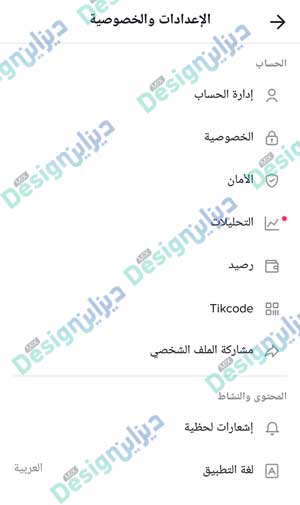 الإعدادات والخصوصية
الحساب
إدارة الحساب
الخصوصية
الأمان
التحليلات
رصيد
Tikcode
مشاركة الملف الشخصي
المحتوى والنشاط
إشعارات لحظية
لغة التطبيق
العربية
ديزاين Design MIX